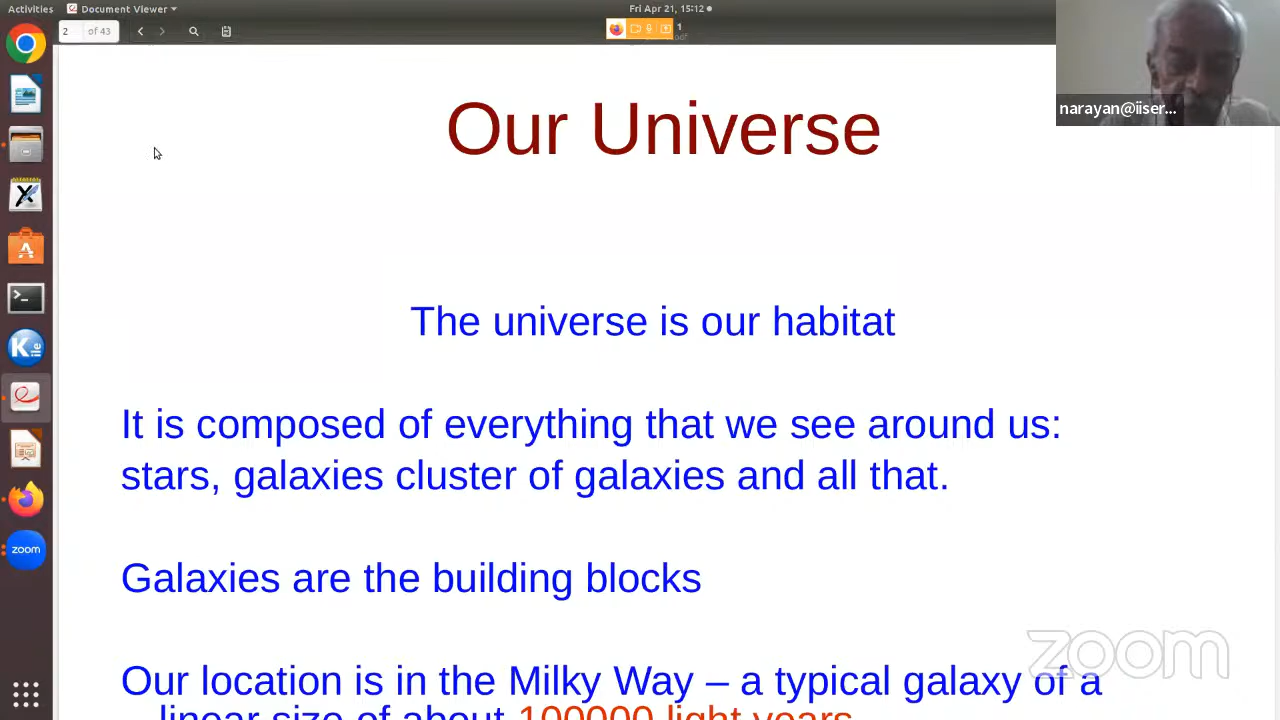 Activities
Document Viewer
Fri Apr 21, 15:12
2 of 43
1
narayan@iiser...
Our Universe
The universe is our habitat
It is composed of everything that we see around us:
stars, galaxies cluster of galaxies and all that.
Galaxies are the building blocks
Our location is in the Milky Way – a typical galaxy of a
linear size of about 100000 light years
zoom
zoom